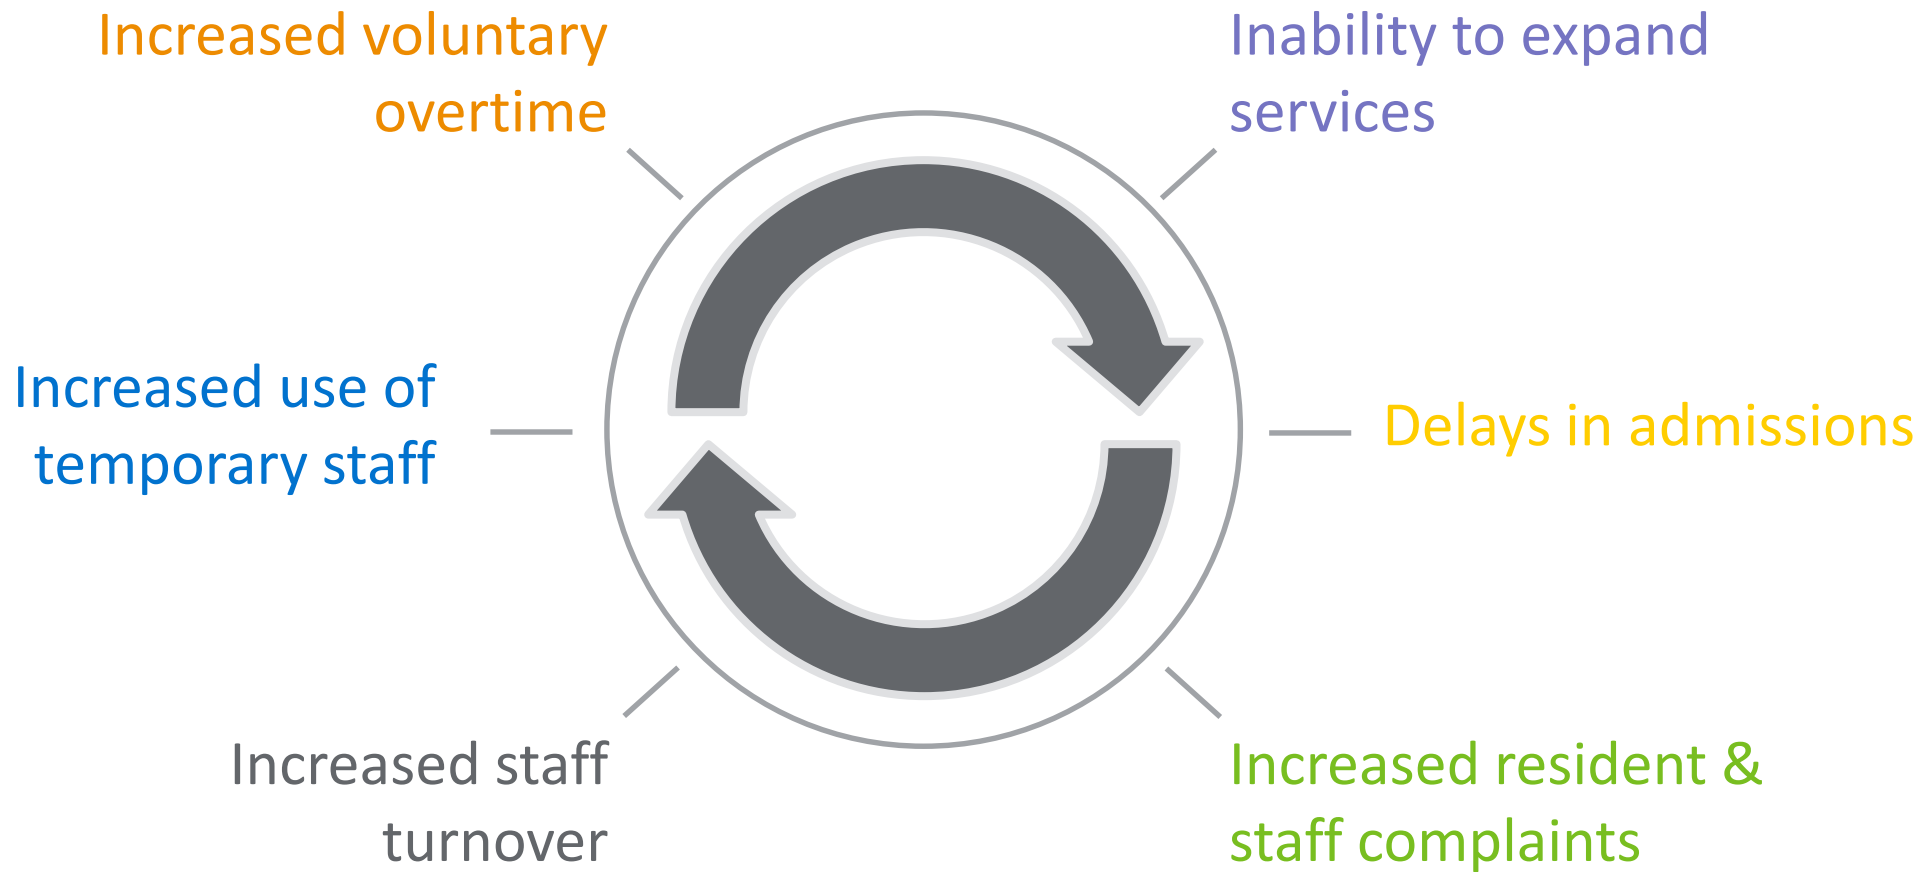 Increased voluntary
overtime
Inability to expand
services
Increased use of
temporary staff
Delays in admissions
Increased staff
turnover
Increased resident &
staff complaints